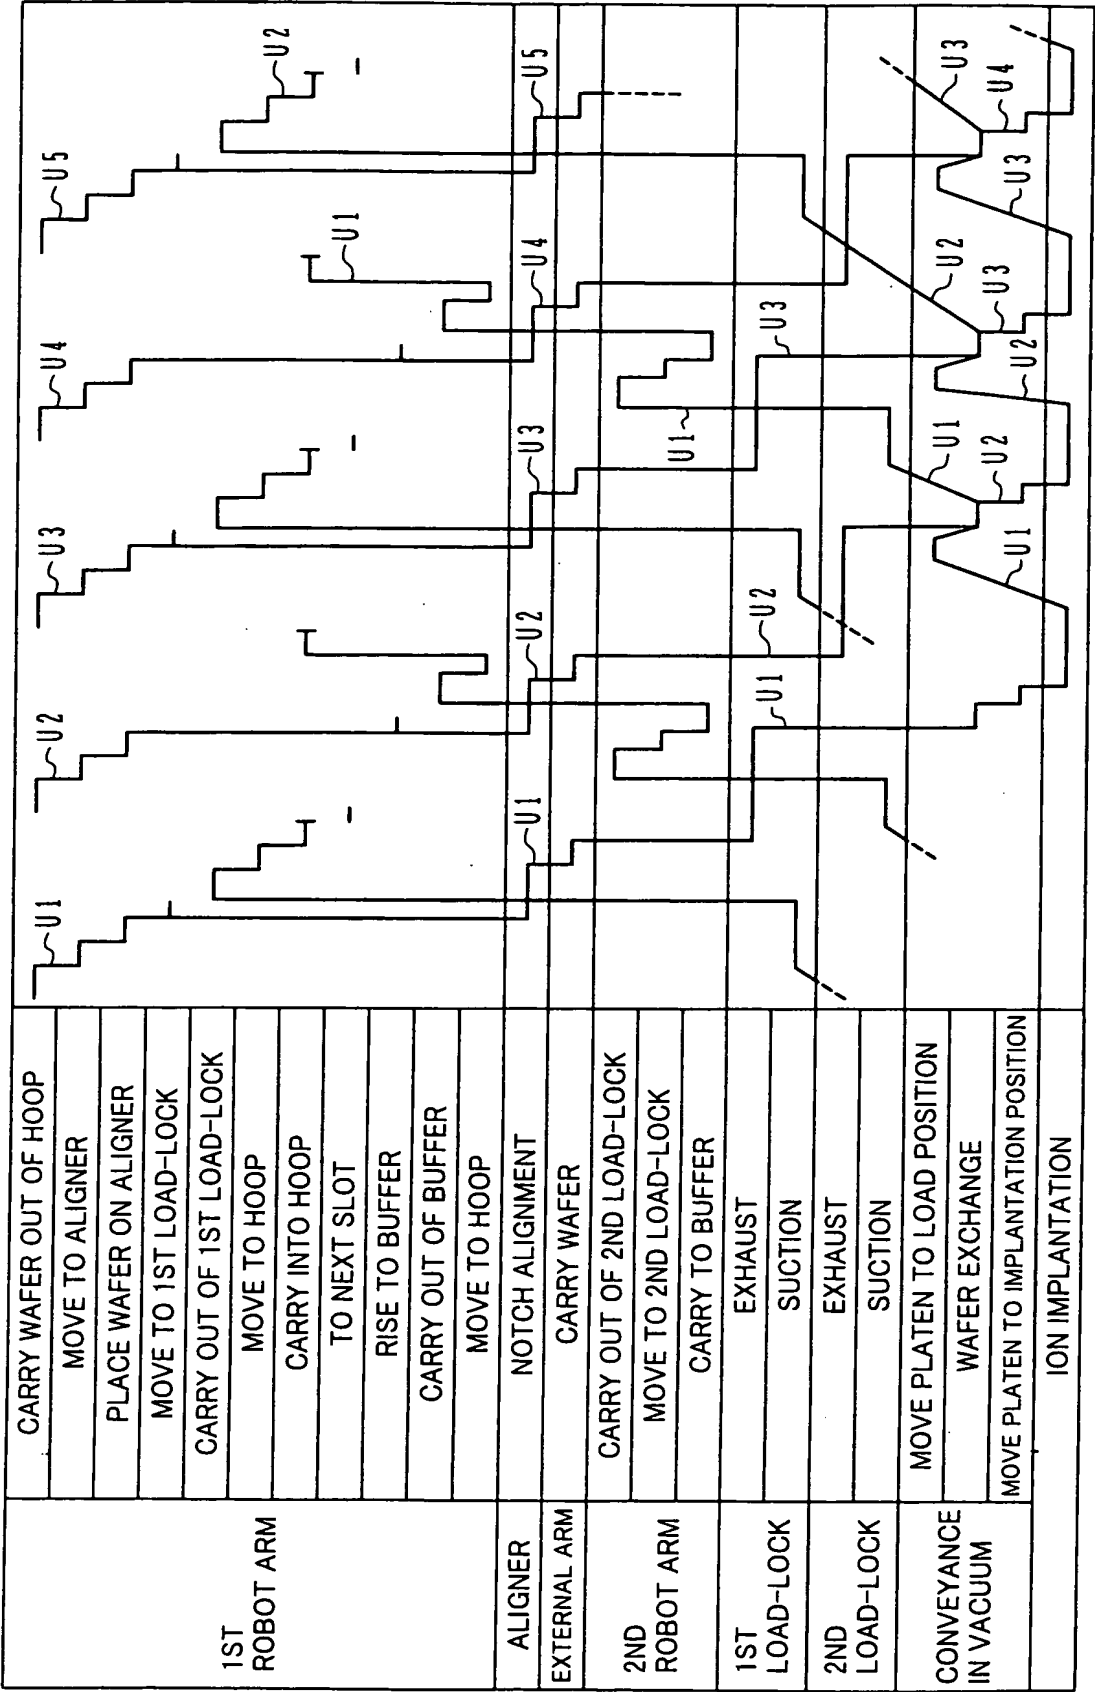 1ST
ROBOT ARM
CARRY WAFER OUT OF HOOP
MOVE TO ALIGNER
PLACE WAFER ON ALIGNER
MOVE TO 1ST LOAD-LOCK
CARRY OUT OF 1ST LOAD-LOCK
MOVE TO HOOP
CARRY INTO HOOP
TO NEXT SLOT
RISE TO BUFFER
CARRY OUT OF BUFFER
MOVE TO HOOP
ALIGNER
NOTCH ALIGNMENT
EXTERNAL ARM
CARRY WAFER
2ND
ROBOT ARM
CARRY OUT OF 2ND LOAD-LOCK
MOVE TO 2ND LOAD-LOCK
CARRY TO BUFFER
1ST
LOAD-LOCK
EXHAUST
SUCTION
2ND
LOAD-LOCK
EXHAUST
SUCTION
CONVEYANCE
IN VACUUM
MOVE PLATEN TO LOAD POSITION
WAFER EXCHANGE
MOVE PLATEN TO IMPLANTATION POSITION
ION IMPLANTATION
U1
U2
U3
U4
U5
U2
U1
U1
U2
U3
U4
U5
U1
U1
U2
U3
U1
U2
U3
U1
U2
U2
U3
U3
U4